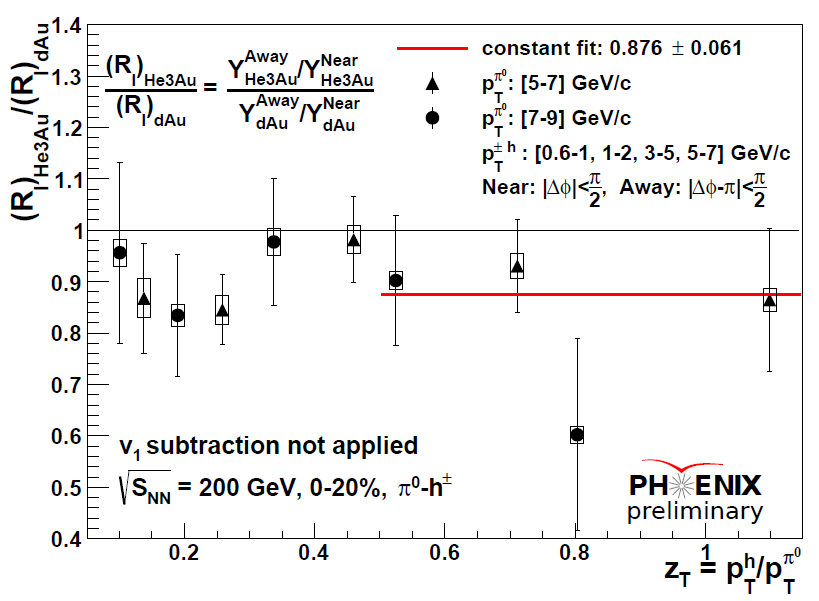 (R_I)_He3Au/(R_I)_dAu
1.4
1.3
1.2
1.1
1
0.9
0.8
0.7
0.6
0.5
0.4
(R_I)_He3Au / (R_I)_dAu = Y^Away_He3Au/Y^Near_He3Au / Y^Away_dAu/Y^Near_dAu
constant fit: 0.876 ± 0.061
p_T^π⁰: [5-7] GeV/c
p_T^π⁰: [7-9] GeV/c
p_T^± h : [0.6-1, 1-2, 3-5, 5-7] GeV/c
Near: |Δϕ|<π/2, Away: |Δϕ-π|<π/2
v₁ subtraction not applied
√S_NN = 200 GeV, 0-20%, π⁰-h^±
PHENIX
preliminary
0.2 0.4 0.6 0.8 1
z_T = p_T^h/p_T^π⁰